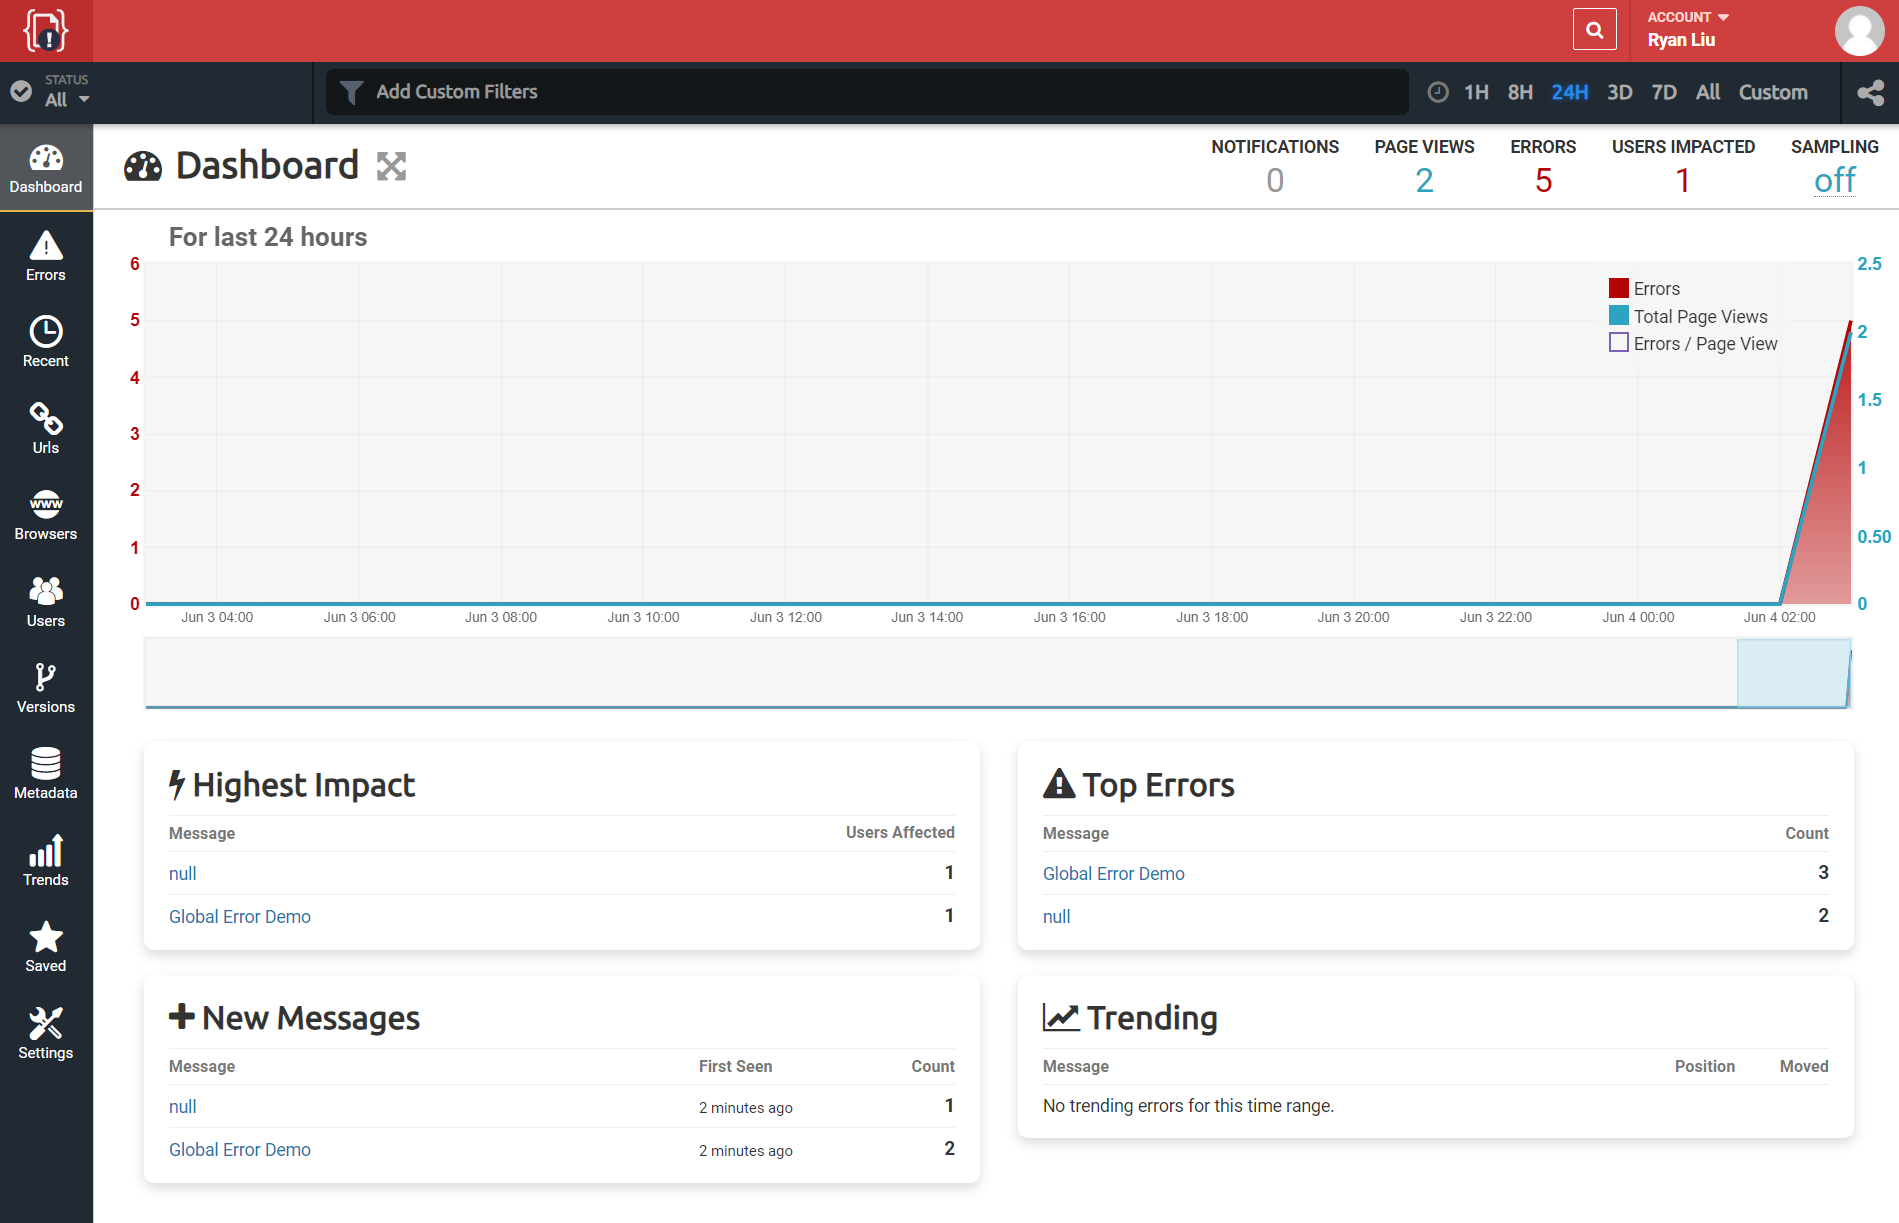 ACCOUNT
Ryan Liu
STATUS
All
Add Custom Filters
1H 8H 24H 3D 7D All Custom
Dashboard
Errors
Recent
Urls
WWW
Browsers
Users
Versions
Metadata
Trends
Saved
Settings
Dashboard
NOTIFICATIONS PAGE VIEWS ERRORS USERS IMPACTED SAMPLING
0 2 5 1 off
For last 24 hours
6
5
4
3
2
1
0
Errors
Total Page Views
Errors / Page View
2.5
2
1.5
1
0.50
0
Jun 3 04:00 Jun 3 06:00 Jun 3 08:00 Jun 3 10:00 Jun 3 12:00 Jun 3 14:00 Jun 3 16:00 Jun 3 18:00 Jun 3 20:00 Jun 3 22:00 Jun 4 00:00 Jun 4 02:00
Highest Impact
Message Users Affected
null 1
Global Error Demo 1
Top Errors
Message Count
Global Error Demo 3
null 2
New Messages
Message First Seen Count
null 2 minutes ago 1
Global Error Demo 2 minutes ago 2
Trending
Message Position Moved
No trending errors for this time range.